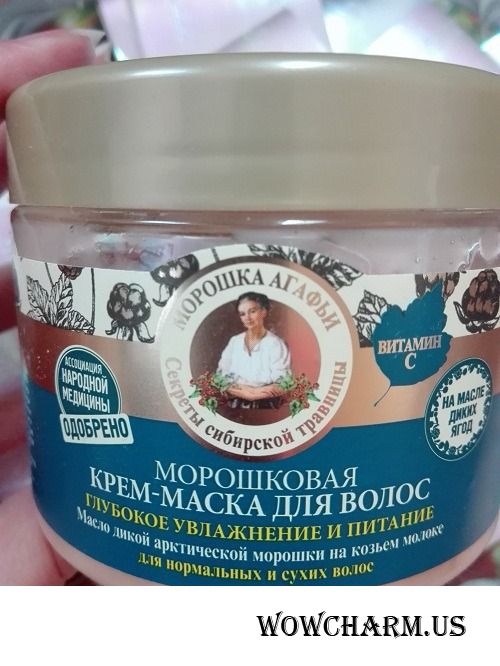 МОРОШКА АГАФЬИ
Секреты сибирской травницы
АССОЦИАЦИЯ
НАРОДНОЙ
МЕДИЦИНЫ
ОДОБРЕНО
ВИТАМИН
С
НА МАСЛЕ
ДИКИХ
ЯГОД
МОРОШКОВАЯ
КРЕМ-МАСКА ДЛЯ ВОЛОС
ГЛУБОКОЕ УВЛАЖНЕНИЕ И ПИТАНИЕ
Масло дикой арктической морошки на козьем молоке
для нормальных и сухих волос
WOWCHARM.US